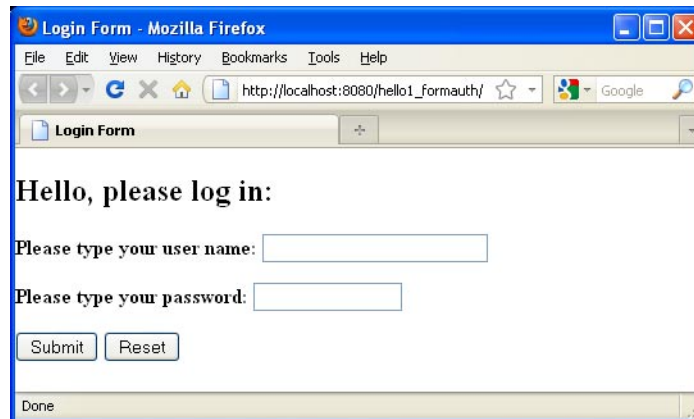 Login Form - Mozilla Firefox
File Edit View History Bookmarks Tools Help
http://localhost:8080/hello1_formauth/ Google
Login Form
Hello, please log in:
Please type your user name:
Please type your password:
Submit Reset
Done